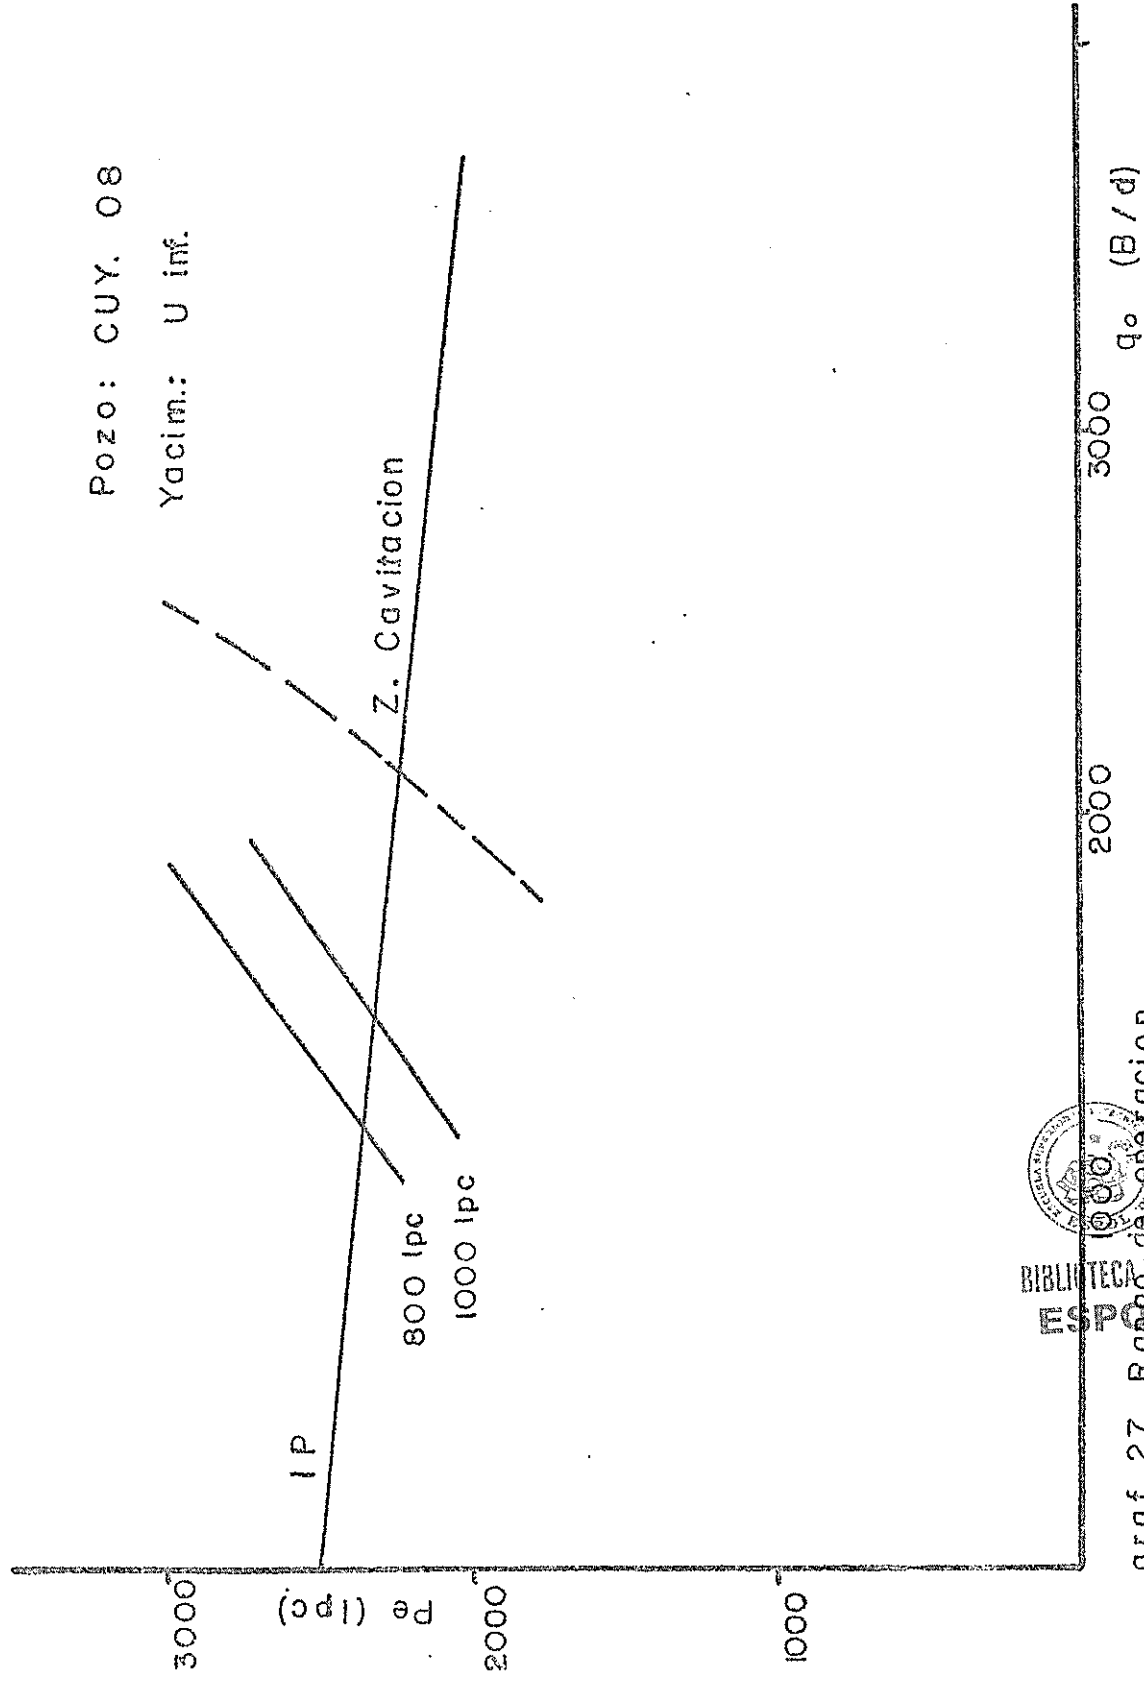 Pozo: CUY. 08
Yacim.: U inf.
3000
Pe
(lpc)
2000
1000
IP
Z. Cavitacion
800 lpc
1000 lpc
1000
2000
3000
qo (B/d)
BIBLIOTECA
graf 27 Rango de operacion